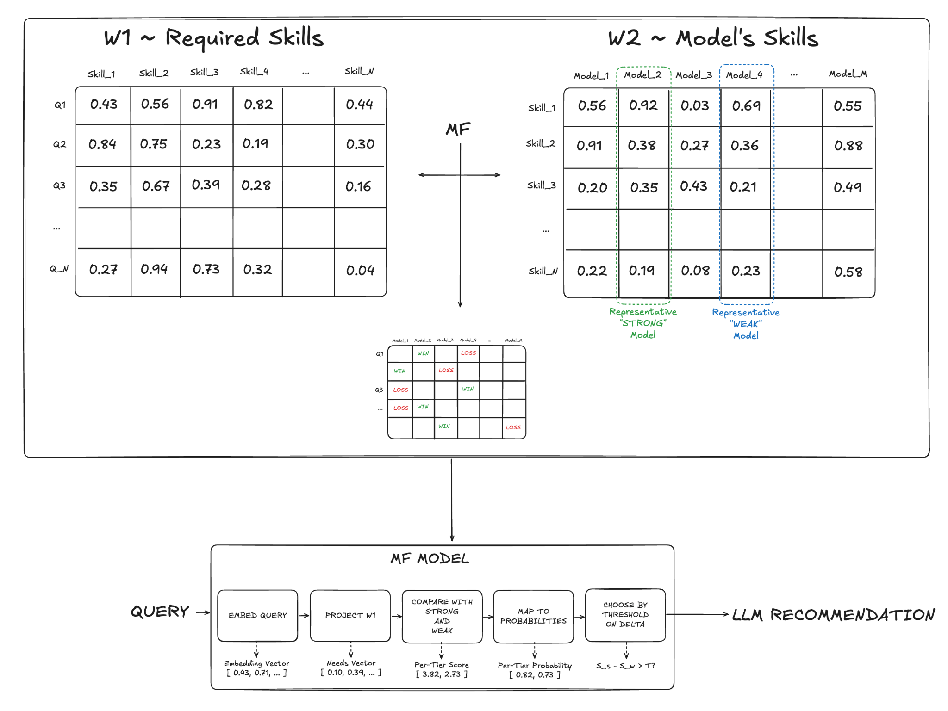 W1 ~ Required Skills
W2 ~ Model's Skills
Skill_1 Skill_2 Skill_3 Skill_4 ... Skill_N
Q1 0.43 0.56 0.91 0.82 0.44
Q2 0.84 0.75 0.23 0.19 0.30
Q3 0.35 0.67 0.39 0.28 0.16
...
Q_N 0.27 0.94 0.73 0.32 0.04
MF
Model_1 Model_2 Model_3 Model_4 ... Model_M
Skill_1 0.56 0.92 0.03 0.69 0.55
Skill_2 0.91 0.38 0.27 0.36 0.88
Skill_3 0.20 0.35 0.43 0.21 0.49
...
Skill_N 0.22 0.19 0.08 0.23 0.58
Representative
"STRONG"
Model
Representative
"WEAK"
Model
Q1 WIN LOSS
WIN LOSS
Q3 LOSS WIN
... LOSS WIN
WIN LOSS
MF MODEL
QUERY
EMBED QUERY
PROJECT W1
COMPARE WITH
STRONG
AND
WEAK
MAP TO
PROBABILITIES
CHOOSE BY
THRESHOLD
ON DELTA
LLM RECOMMENDATION
Embedding Vector
[ 0.43, 0.71, ... ]
Needs Vector
[ 0.10, 0.39, ... ]
Per-Tier Score
[ 3.82, 2.73 ]
Per-Tier Probability
[ 0.82, 0.73 ]
S_s - S_w > T?